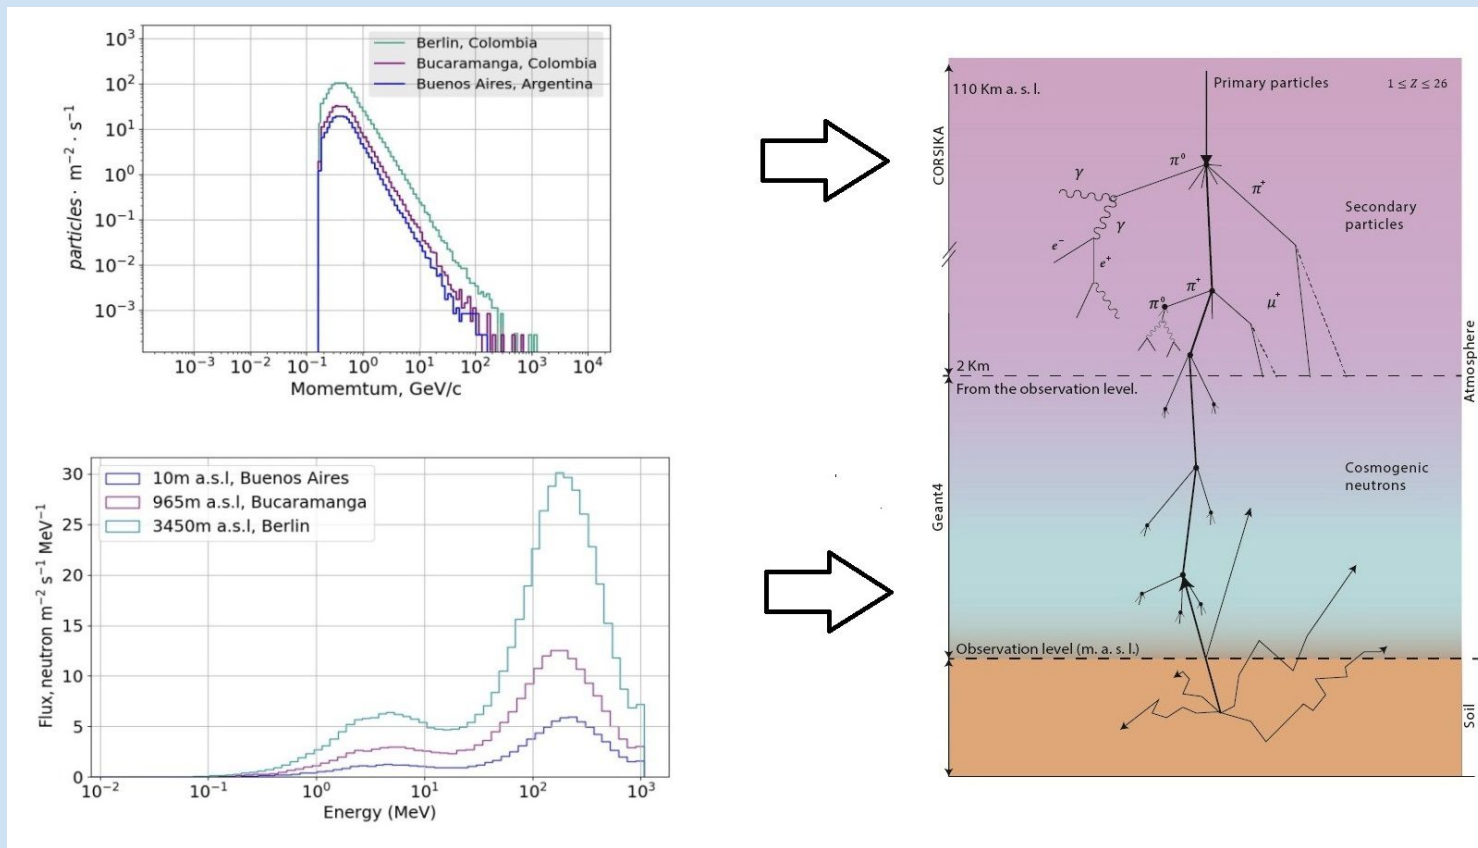 10³
10²
10¹
10⁰
10⁻¹
10⁻²
10⁻³
particles · m⁻² · s⁻¹
Berlin, Colombia
Bucaramanga, Colombia
Buenos Aires, Argentina
10⁻³ 10⁻² 10⁻¹ 10⁰ 10¹ 10² 10³ 10⁴
Momemtum, GeV/c
30
25
20
15
10
5
0
Flux, neutron m⁻² s⁻¹ MeV⁻¹
10m a.s.l, Buenos Aires
965m a.s.l, Bucaramanga
3450m a.s.l, Berlin
10⁻² 10⁻¹ 10⁰ 10¹ 10² 10³
Energy (MeV)
110 Km a. s. l.
Primary particles
1 ≤ Z ≤ 26
CORSIKA
π⁰
π⁺
γ
γ
Secondary
particles
e⁻
e⁺
π⁺
π⁰
μ⁺
2 Km
From the observation level.
Atmosphere
Geant4
Cosmogenic
neutrons
Observation level (m. a. s. l.)
Soil